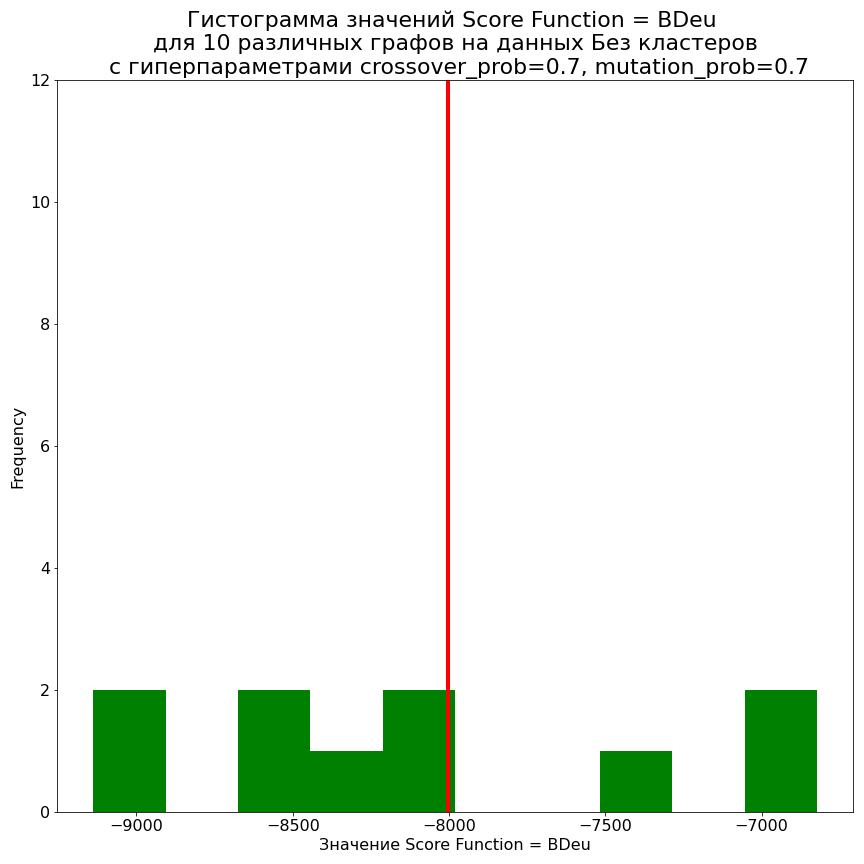 Гистограмма значений Score Function = BDeu
для 10 различных графов на данных Без кластеров
с гиперпараметрами crossover_prob=0.7, mutation_prob=0.7
12
10
8
6
4
2
0
Frequency
−9000
−8500
−8000
−7500
−7000
Значение Score Function = BDeu